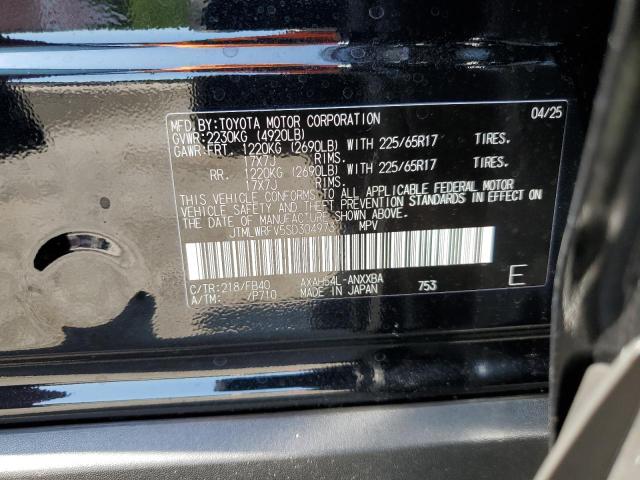 MFD.BY:TOYOTA MOTOR CORPORATION 04/25
GVWR:2230KG (4920LB)
GAWR:FRT. 1220KG (2690LB) WITH 225/65R17 TIRES.
17X7J RIMS.
RR. 1220KG (2690LB) WITH 225/65R17 TIRES.
17X7J RIMS.
THIS VEHICLE CONFORMS TO ALL APPLICABLE FEDERAL MOTOR
VEHICLE SAFETY AND THEFT PREVENTION STANDARDS IN EFFECT ON
THE DATE OF MANUFACTURE SHOWN ABOVE.
MPV
C/TR:218/FB40 AXAH54L-ANXXBA
A/TM: /P710 MADE IN JAPAN 753 E